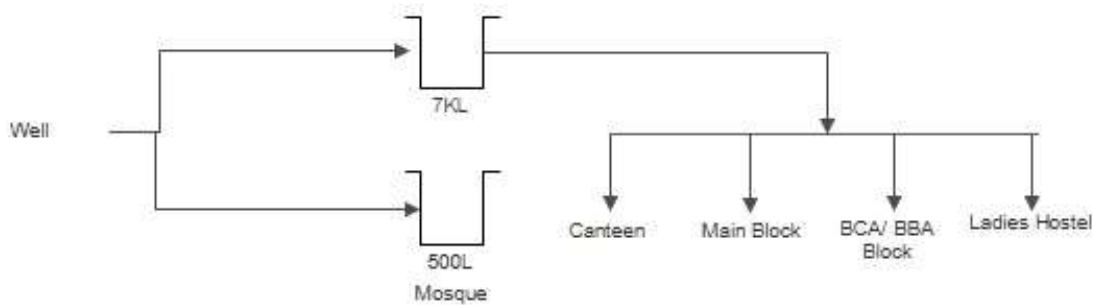 7KL
Well
Canteen
Main Block
BCA/ BBA
Block
Ladies Hostel
500L
Mosque